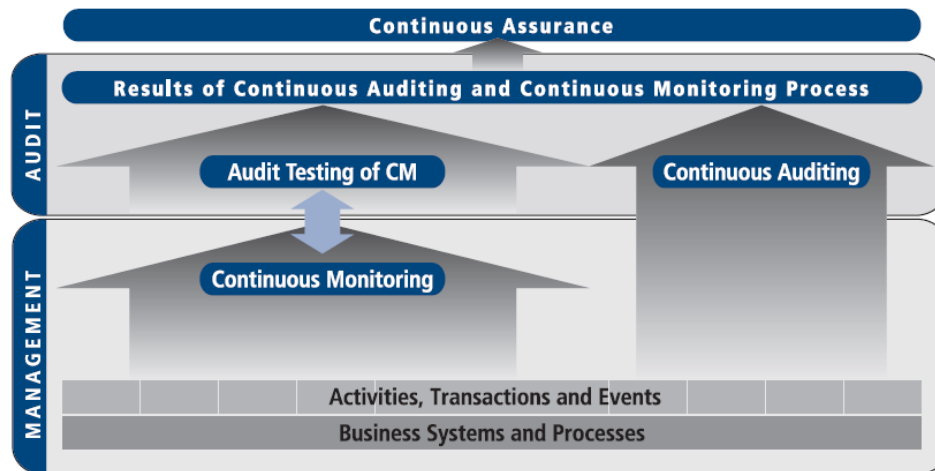 Continuous Assurance
AUDIT
Results of Continuous Auditing and Continuous Monitoring Process
Audit Testing of CM
Continuous Auditing
MANAGEMENT
Continuous Monitoring
Activities, Transactions and Events
Business Systems and Processes